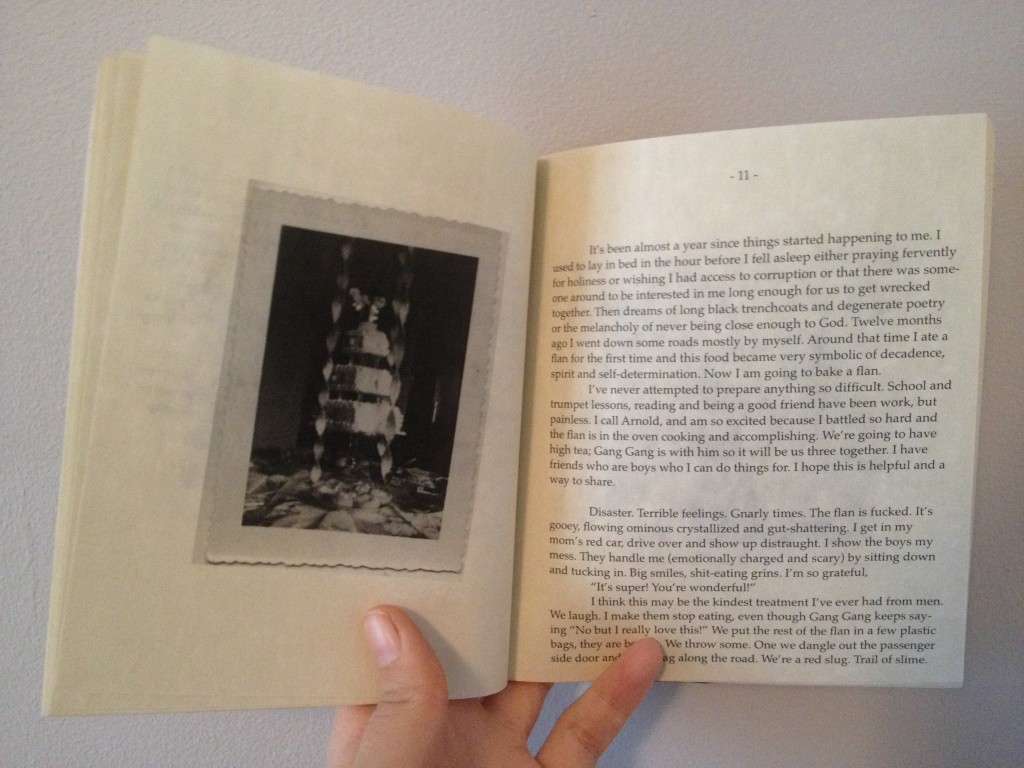 - 11 -
It's been almost a year since things started happening to me. I
used to lay in bed in the hour before I fell asleep either praying fervently
for holiness or wishing I had access to corruption or that there was some-
one around to be interested in me long enough for us to get wrecked
together. Then dreams of long black trenchcoats and degenerate poetry
or the melancholy of never being close enough to God. Twelve months
ago I went down some roads mostly by myself. Around that time I ate a
flan for the first time and this food became very symbolic of decadence,
spirit and self-determination. Now I am going to bake a flan.
I've never attempted to prepare anything so difficult. School and
trumpet lessons, reading and being a good friend have been work, but
painless. I call Arnold, and am so excited because I battled so hard and
the flan is in the oven cooking and accomplishing. We're going to have
high tea; Gang Gang is with him so it will be us three together. I have
friends who are boys who I can do things for. I hope this is helpful and a
way to share.
Disaster. Terrible feelings. Gnarly times. The flan is fucked. It's
gooey, flowing ominous crystallized and gut-shattering. I get in my
mom's red car, drive over and show up distraught. I show the boys my
mess. They handle me (emotionally charged and scary) by sitting down
and tucking in. Big smiles, shit-eating grins. I'm so grateful,
"It's super! You're wonderful!"
I think this may be the kindest treatment I've ever had from men.
We laugh. I make them stop eating, even though Gang Gang keeps say-
ing "No but I really love this!" We put the rest of the flan in a few plastic
bags, they are We throw some. One we dangle out the passenger
side door and along the road. We're a red slug. Trail of slime.